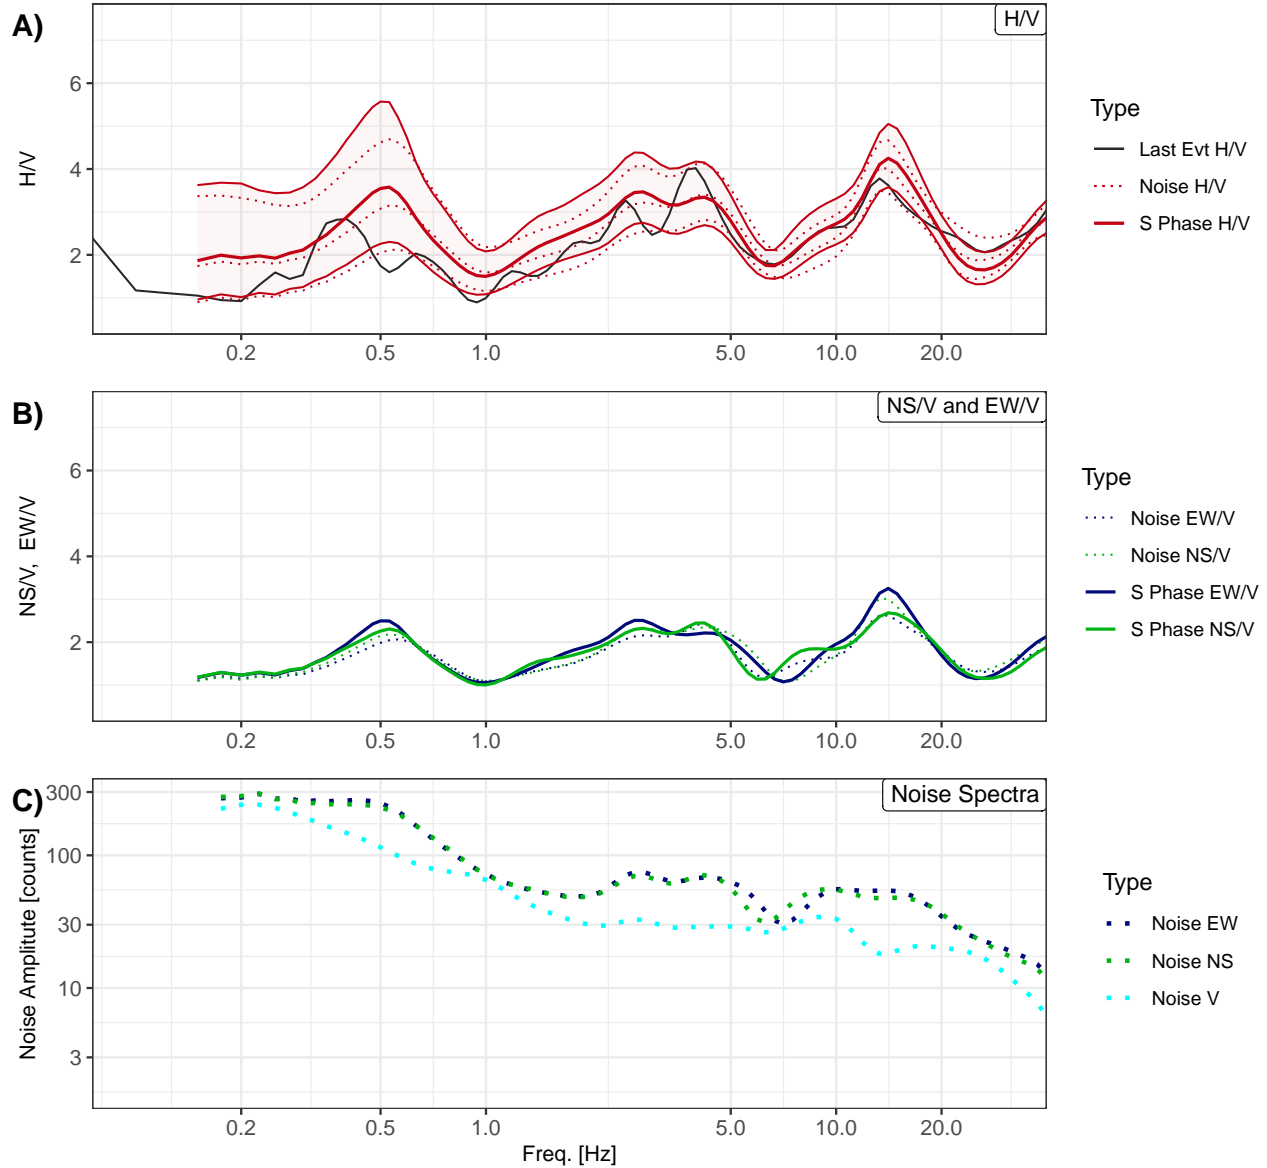 A)
H/V
6
4
2
H/V
0.2
0.5
1.0
5.0
10.0
20.0
Type
Last Evt H/V
Noise H/V
S Phase H/V
B)
NS/V and EW/V
6
4
2
NS/V,  EW/V
0.2
0.5
1.0
5.0
10.0
20.0
Type
Noise EW/V
Noise NS/V
S Phase EW/V
S Phase NS/V
C)
Noise Spectra
300
100
30
10
3
Noise Amplitute [counts]
0.2
0.5
1.0
5.0
10.0
20.0
Freq. [Hz]
Type
Noise EW
Noise NS
Noise V